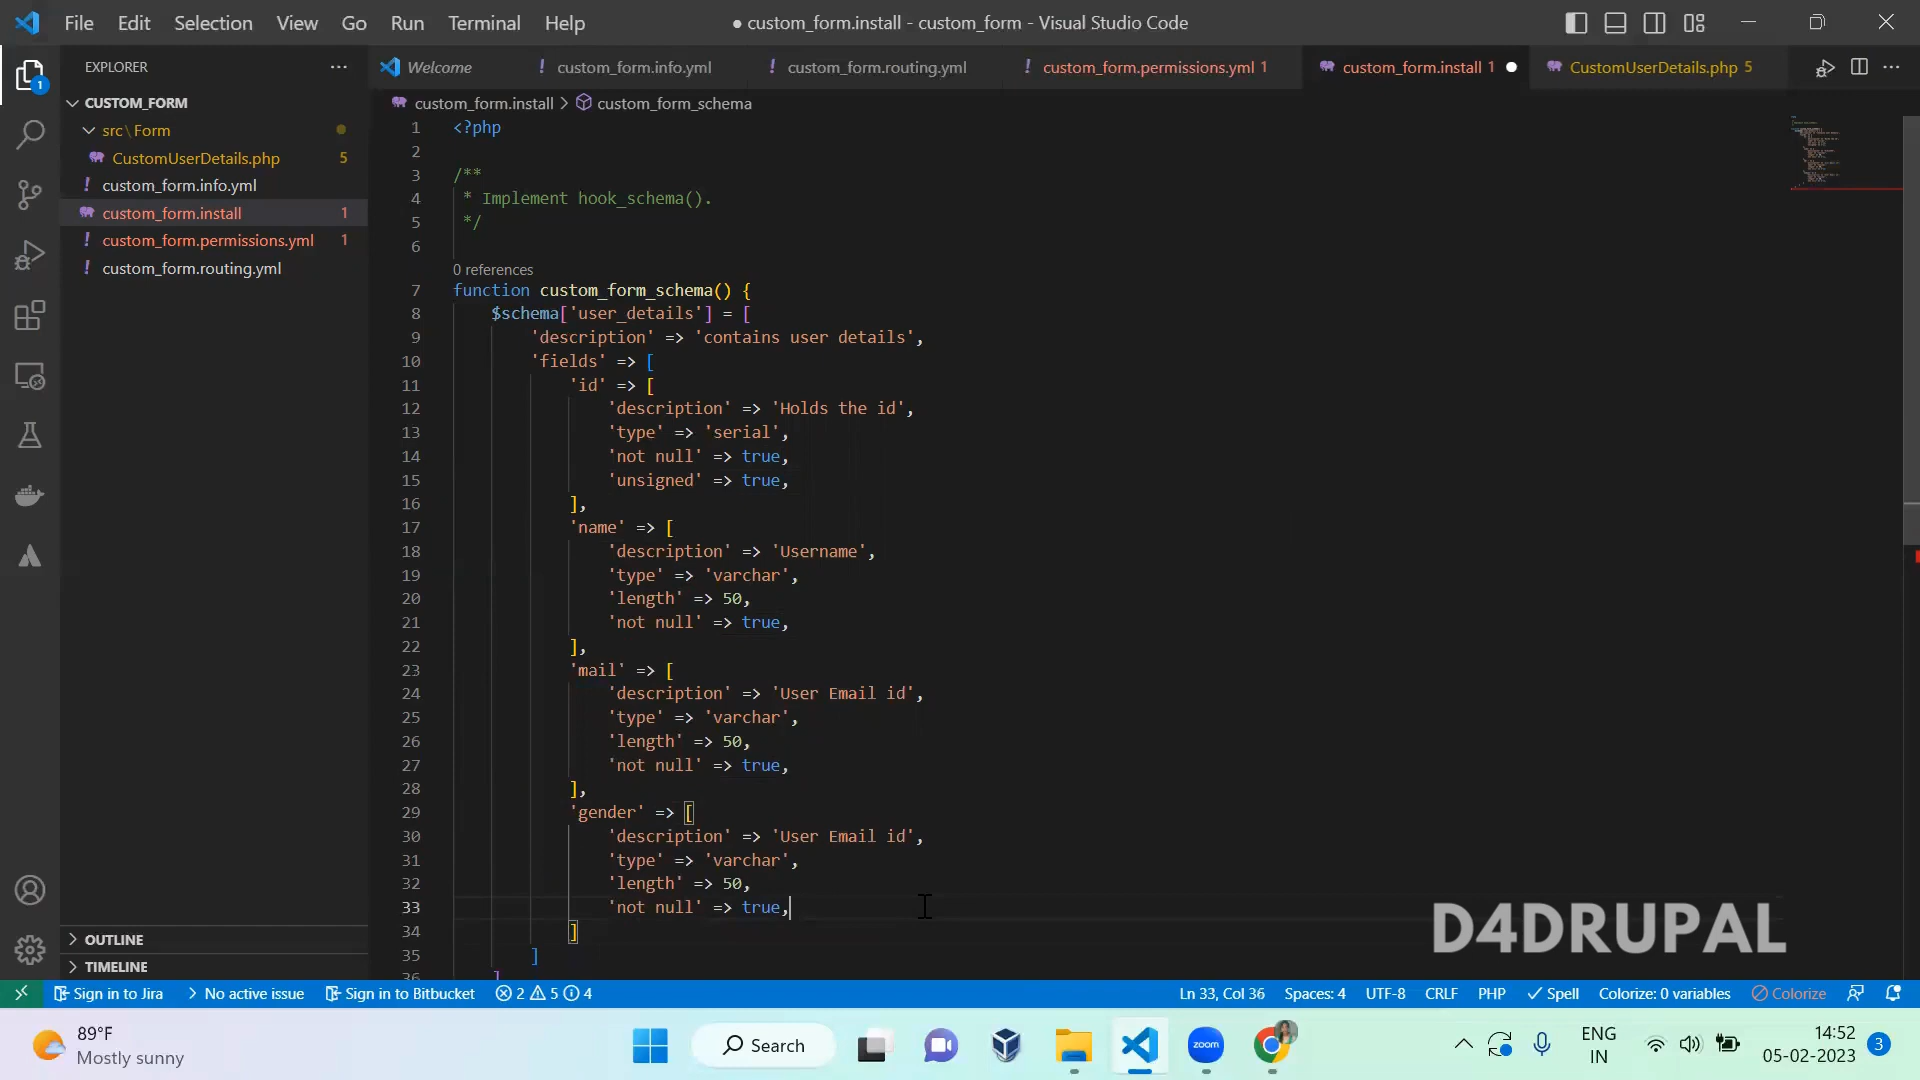 File Edit Selection View Go Run Terminal Help
● custom_form.install - custom_form - Visual Studio Code
EXPLORER
Welcome
! custom_form.info.yml
! custom_form.routing.yml
! custom_form.permissions.yml 1
custom_form.install 1 ●
CustomUserDetails.php 5
CUSTOM_FORM
src\Form
CustomUserDetails.php 5
! custom_form.info.yml
custom_form.install 1
! custom_form.permissions.yml 1
! custom_form.routing.yml
OUTLINE
TIMELINE
1
custom_form.install > custom_form_schema
1 <?php
2
3 /**
4 * Implement hook_schema().
5 */
6
0 references
7 function custom_form_schema() {
8 $schema['user_details'] = [
9 'description' => 'contains user details',
10 'fields' => [
11 'id' => [
12 'description' => 'Holds the id',
13 'type' => 'serial',
14 'not null' => true,
15 'unsigned' => true,
16 ],
17 'name' => [
18 'description' => 'Username',
19 'type' => 'varchar',
20 'length' => 50,
21 'not null' => true,
22 ],
23 'mail' => [
24 'description' => 'User Email id',
25 'type' => 'varchar',
26 'length' => 50,
27 'not null' => true,
28 ],
29 'gender' => [
30 'description' => 'User Email id',
31 'type' => 'varchar',
32 'length' => 50,
33 'not null' => true,
34 ]
35 ]
36 ]
D4DRUPAL
Sign in to Jira > No active issue Sign in to Bitbucket 2 5 4
Ln 33, Col 36 Spaces: 4 UTF-8 CRLF PHP Spell Colorize: 0 variables Colorize
89°F
Mostly sunny
Search
zoom
ENG
IN
14:52
05-02-2023
3